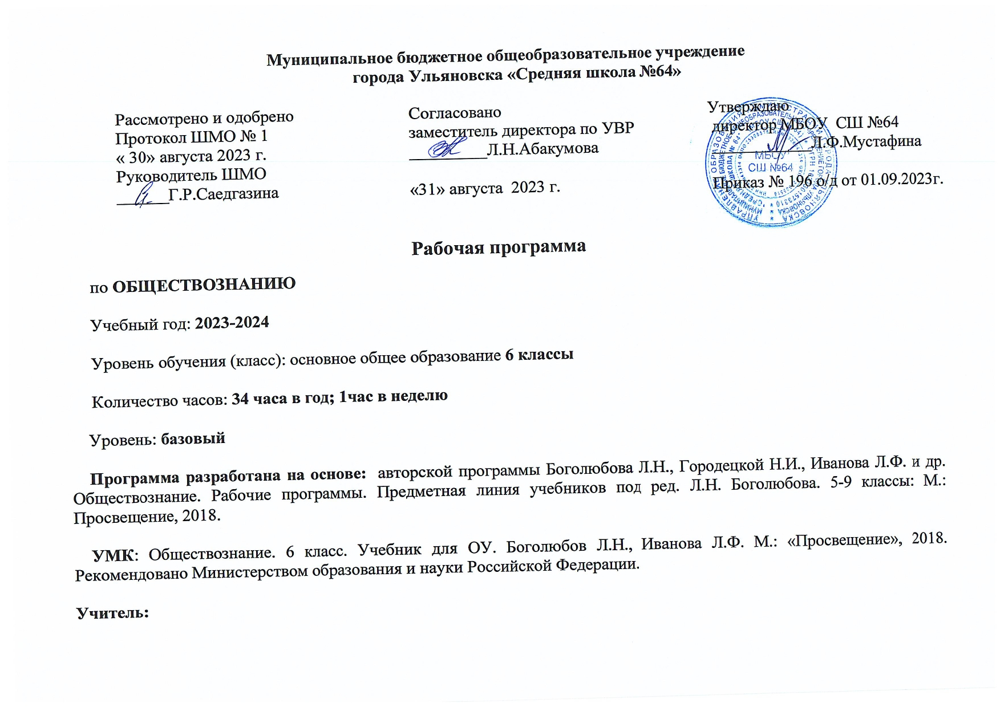 Муниципальное бюджетное общеобразовательное учреждение
города Ульяновска «Средняя школа №64»
Рассмотрено и одобрено
Протокол ШМО № 1
« 30» августа 2023 г.
Руководитель ШМО
______Г.Р.Саедгазина
Согласовано
заместитель директора по УВР
_________Л.Н.Абакумова
«31» августа 2023 г.
Утверждаю
директор МБОУ СШ №64
___________Л.Ф.Мустафина
Приказ № 196 о/д от 01.09.2023г.
МБОУ
СШ №64
Рабочая программа
по ОБЩЕСТВОЗНАНИЮ
Учебный год: 2023-2024
Уровень обучения (класс): основное общее образование 6 классы
Количество часов: 34 часа в год; 1час в неделю
Уровень: базовый
Программа разработана на основе: авторской программы Боголюбова Л.Н., Городецкой Н.И., Иванова Л.Ф. и др.
Обществознание. Рабочие программы. Предметная линия учебников под ред. Л.Н. Боголюбова. 5-9 классы: М.:
Просвещение, 2018.
УМК: Обществознание. 6 класс. Учебник для ОУ. Боголюбов Л.Н., Иванова Л.Ф. М.: «Просвещение», 2018.
Рекомендовано Министерством образования и науки Российской Федерации.
Учитель: